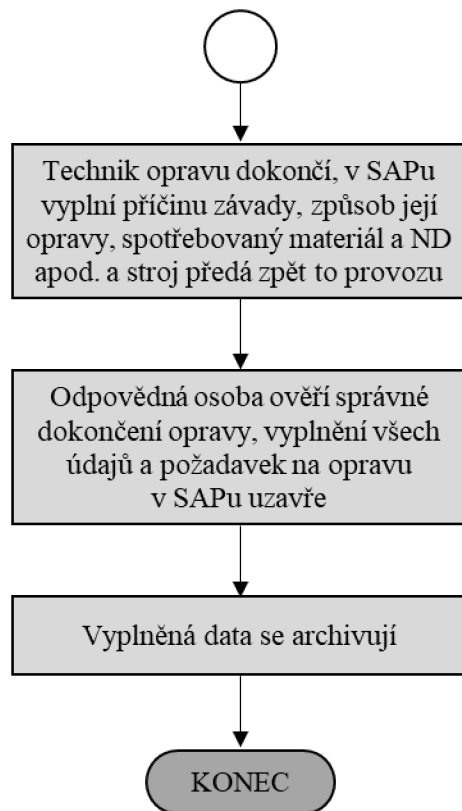 Technik opravu dokončí, v SAPu
vyplní příčinu závady, způsob její
opravy, spotřebovaný materiál a ND
apod. a stroj předá zpět to provozu
Odpovědná osoba ověří správné
dokončení opravy, vyplnění všech
údajů a požadavek na opravu
v SAPu uzavře
Vyplněná data se archivují
KONEC